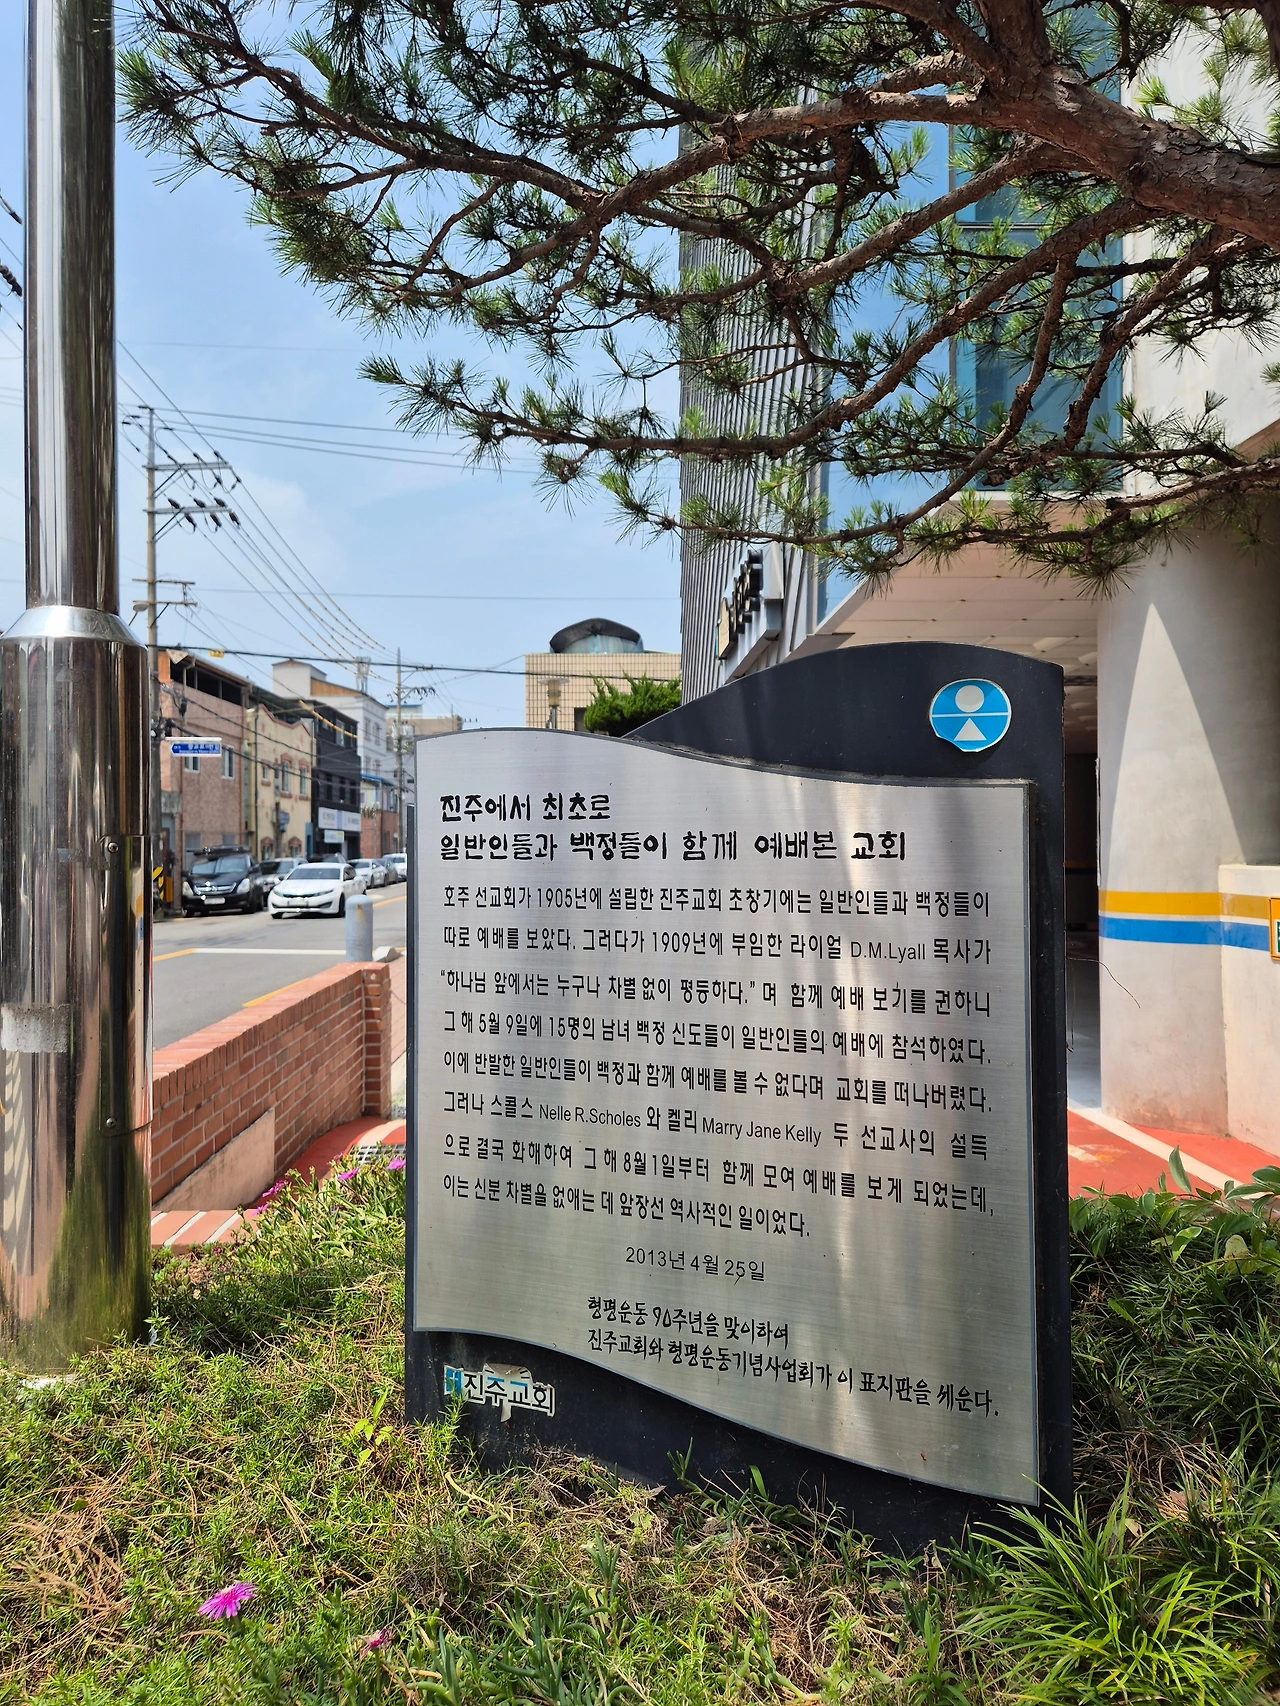 진주에서 최초로
일반인들과 백정들이 함께 예배본 교회
호주 선교회가 1905년에 설립한 진주교회 초창기에는 일반인들과 백정들이
따로 예배를 보았다. 그러다가 1909년에 부임한 라이얼 D.M.Lyall 목사가
“하나님 앞에서는 누구나 차별 없이 평등하다.” 며 함께 예배 보기를 권하니
그 해 5월 9일에 15명의 남녀 백정 신도들이 일반인들의 예배에 참석하였다.
이에 반발한 일반인들이 백정과 함께 예배를 볼 수 없다며 교회를 떠나버렸다.
그러나 스콜스 Nelle R.Scholes 와 켈리 Marry Jane Kelly 두 선교사의 설득
으로 결국 화해하여 그 해 8월 1일부터 함께 모여 예배를 보게 되었는데,
이는 신분 차별을 없애는 데 앞장선 역사적인 일이었다.
2013년 4월 25일
형평운동 90주년을 맞이하여
진주교회와 형평운동기념사업회가 이 표지판을 세운다.
진주교회